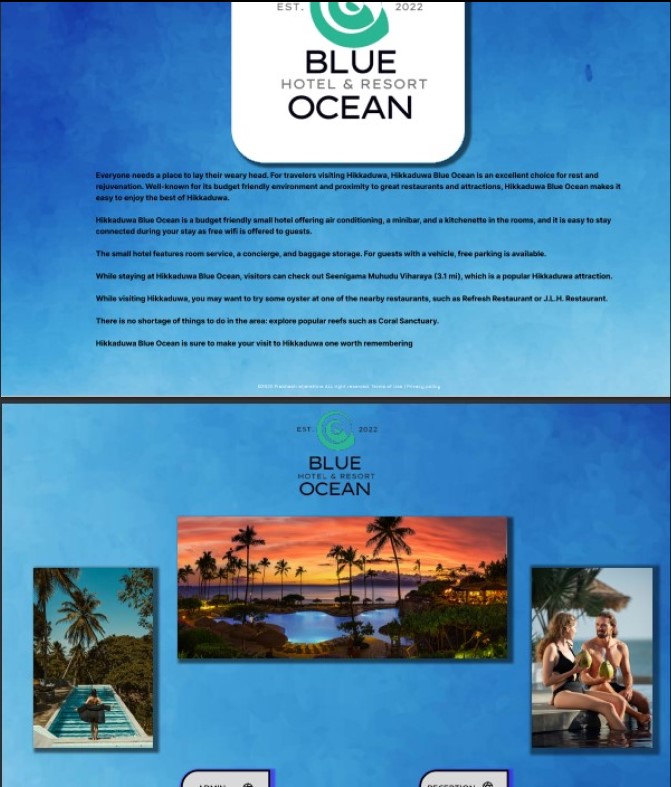 EST. 2022
BLUE
HOTEL & RESORT
OCEAN
Everyone needs a place to lay their weary head. For travelers visiting Hikkaduwa, Hikkaduwa Blue Ocean is an excellent choice for rest and
rejuvenation. Well-known for its budget friendly environment and proximity to great restaurants and attractions, Hikkaduwa Blue Ocean makes it
easy to enjoy the best of Hikkaduwa.
Hikkaduwa Blue Ocean is a budget friendly small hotel offering air conditioning, a minibar, and a kitchenette in the rooms, and it is easy to stay
connected during your stay as free wifi is offered to guests.
The small hotel features room service, a concierge, and baggage storage. For guests with a vehicle, free parking is available.
While staying at Hikkaduwa Blue Ocean, visitors can check out Seenigama Muhudu Viharaya (3.1 mi), which is a popular Hikkaduwa attraction.
While visiting Hikkaduwa, you may want to try some oyster at one of the nearby restaurants, such as Refresh Restaurant or J.L.H. Restaurant.
There is no shortage of things to do in the area: explore popular reefs such as Coral Sanctuary.
Hikkaduwa Blue Ocean is sure to make your visit to Hikkaduwa one worth remembering
ALL right reserved. Terms of Use | Privacy policy
EST. 2022
BLUE
HOTEL & RESORT
OCEAN
ADMIN
RECEPTION